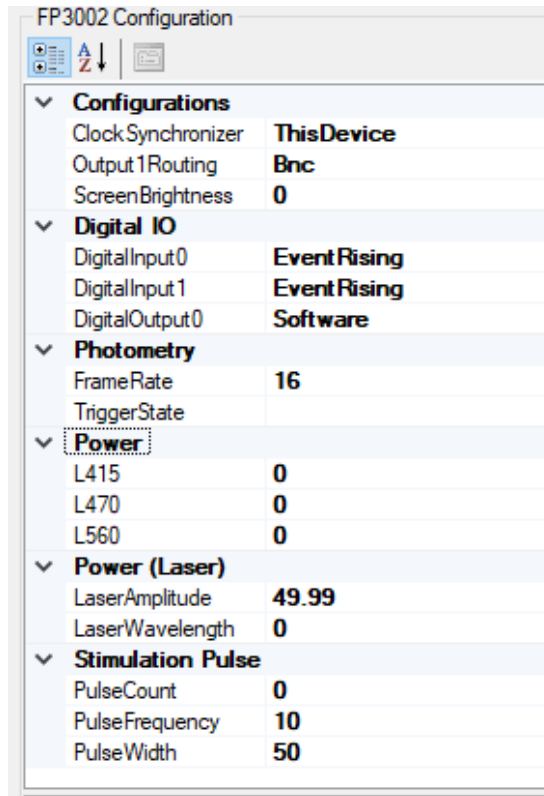 FP3002 Configuration
A
Z
Configurations
ClockSynchronizer ThisDevice
Output1Routing Bnc
ScreenBrightness 0
Digital IO
DigitalInput0 EventRising
DigitalInput1 EventRising
DigitalOutput0 Software
Photometry
FrameRate 16
TriggerState
Power
L415 0
L470 0
L560 0
Power (Laser)
LaserAmplitude 49.99
LaserWavelength 0
Stimulation Pulse
PulseCount 0
PulseFrequency 10
PulseWidth 50